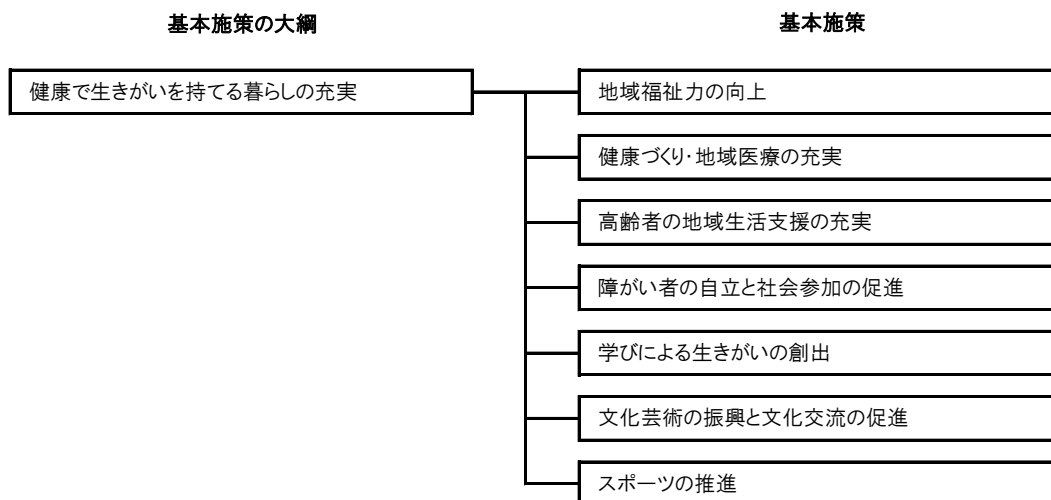 基本施策の大綱
基本施策
健康で生きがいを持てる暮らしの充実
地域福祉力の向上
健康づくり・地域医療の充実
高齢者の地域生活支援の充実
障がい者の自立と社会参加の促進
学びによる生きがいの創出
文化芸術の振興と文化交流の促進
スポーツの推進